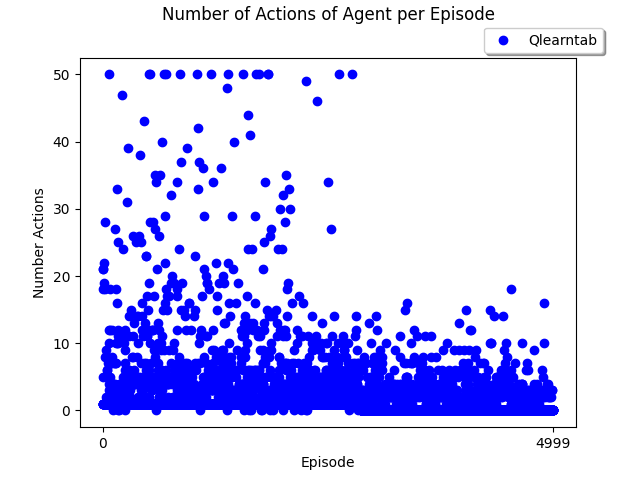 Number of Actions of Agent per Episode
Qlearntab
50
40
30
20
10
0
Number Actions
0 4999
Episode